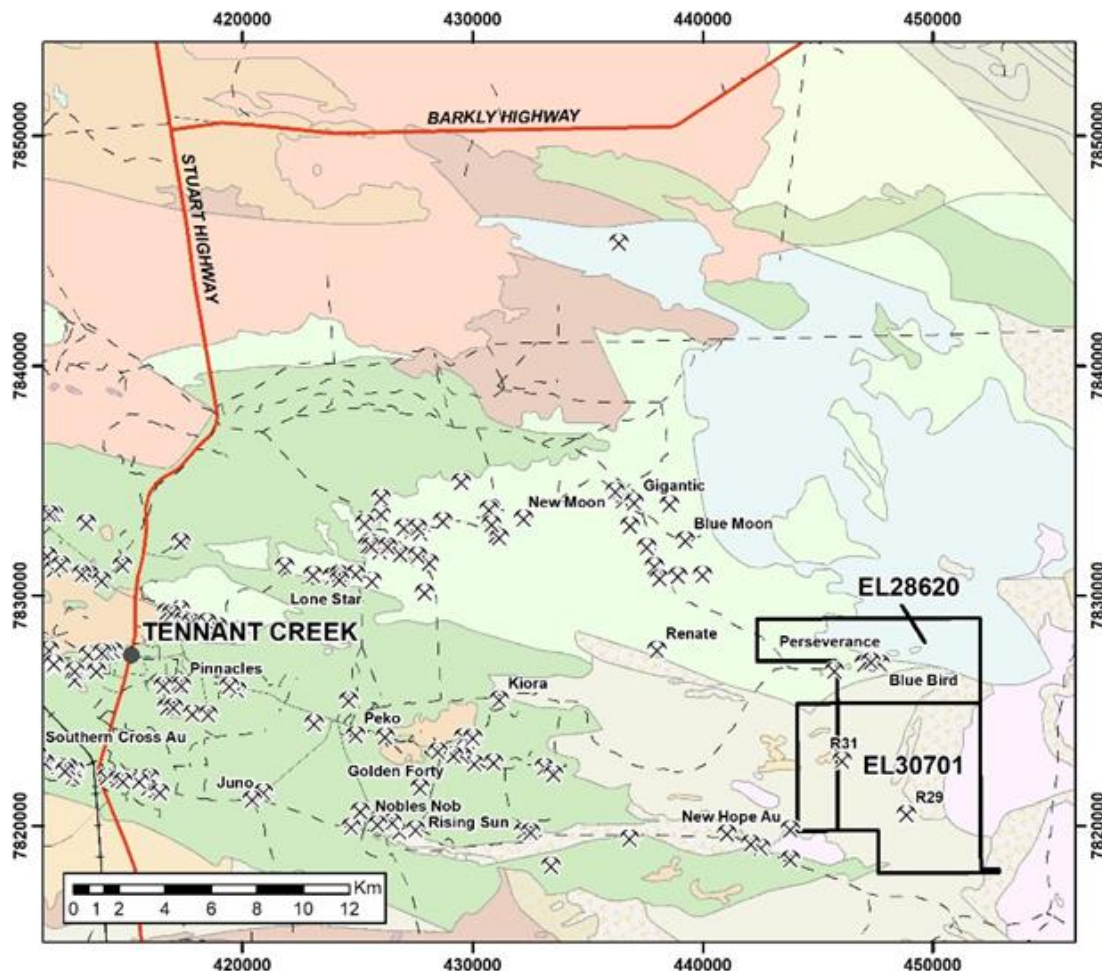 420000
430000
440000
450000
7850000
7850000
BARKLY HIGHWAY
STUART HIGHWAY
7840000
7840000
Gigantic
New Moon
Blue Moon
7830000
7830000
Lone Star
EL28620
TENNANT CREEK
Renate
Perseverance
Pinnacles
Kiora
Blue Bird
Peko
Southern Cross Au
R31
EL30701
Golden Forty
Juno
R29
Nobles Nob
New Hope Au
Rising Sun
7820000
7820000
Km
0 1 2 4 6 8 10 12
420000
430000
440000
450000